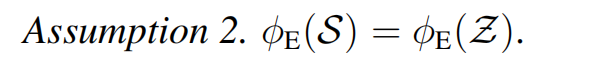 Assumption 2. ϕE(𝒮) = ϕE(𝒵).